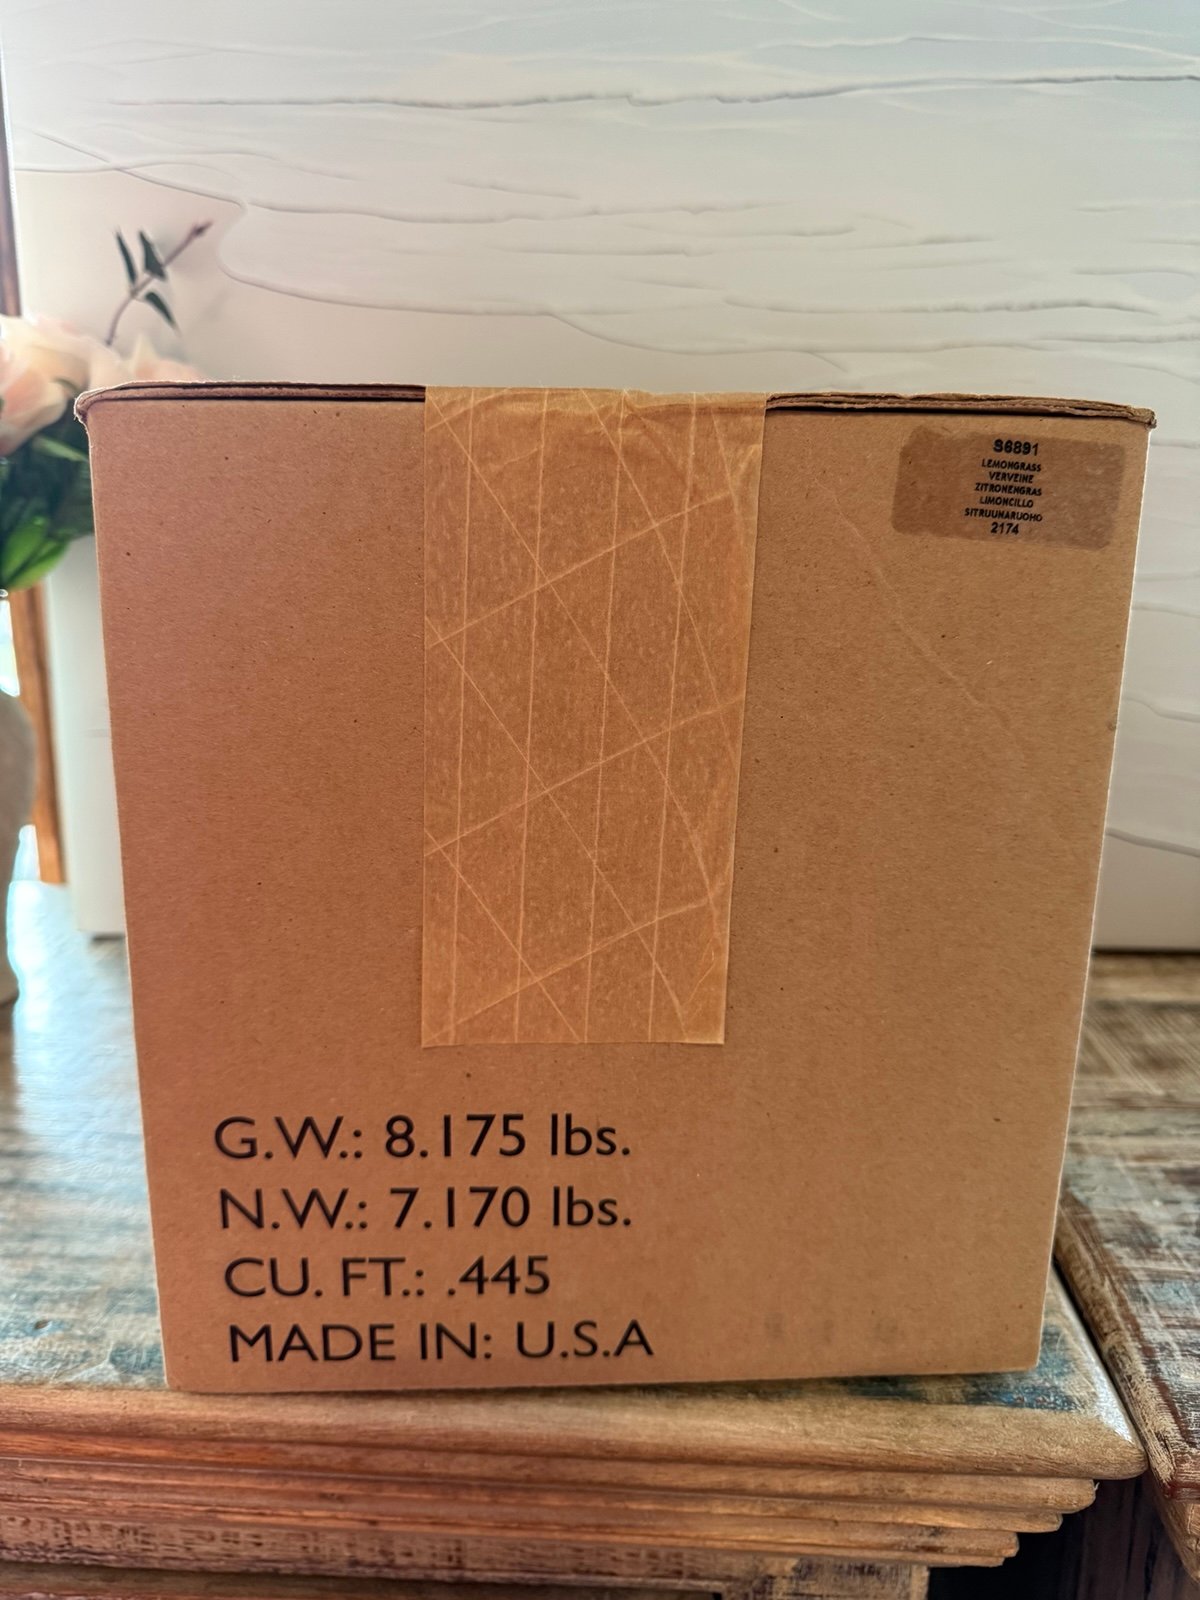 S6891
LEMONGRASS
VERVEINE
ZITRONENGRAS
LIMONCILLO
SITRUUNARUOHO
2174
G.W.: 8.175 lbs.
N.W.: 7.170 lbs.
CU. FT.: .445
MADE IN: U.S.A